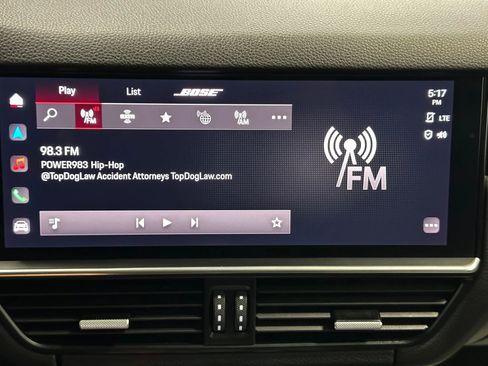 Play
List
BOSE
5:17
PM
LTE
FM
AM
98.3 FM
POWER983 Hip-Hop
@TopDogLaw Accident Attorneys TopDogLaw.com
FM